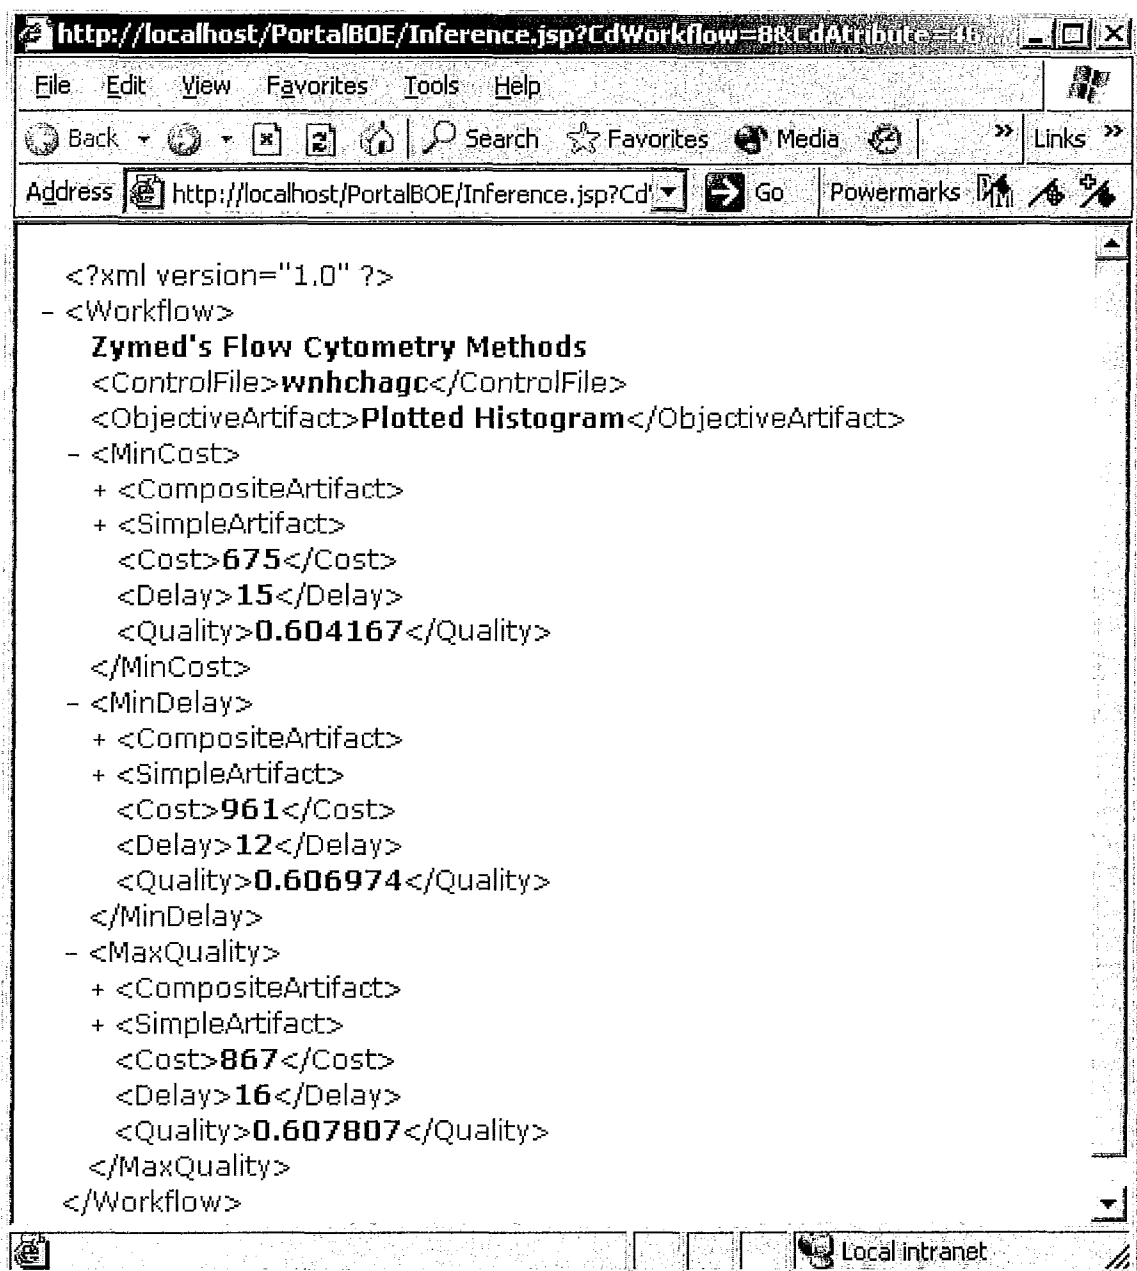 http://localhost/PortalBOE/Inference.jsp?CdWorkflow=8&CdAtribute=46
File Edit View Favorites Tools Help
Back Search Favorites Media » Links »
Address http://localhost/PortalBOE/Inference.jsp?Cd Go Powermarks
<?xml version="1.0" ?>
- <Workflow>
Zymed's Flow Cytometry Methods
<ControlFile>wnhchagc</ControlFile>
<ObjectiveArtifact>Plotted Histogram</ObjectiveArtifact>
- <MinCost>
+ <CompositeArtifact>
+ <SimpleArtifact>
<Cost>675</Cost>
<Delay>15</Delay>
<Quality>0.604167</Quality>
</MinCost>
- <MinDelay>
+ <CompositeArtifact>
+ <SimpleArtifact>
<Cost>961</Cost>
<Delay>12</Delay>
<Quality>0.606974</Quality>
</MinDelay>
- <MaxQuality>
+ <CompositeArtifact>
+ <SimpleArtifact>
<Cost>867</Cost>
<Delay>16</Delay>
<Quality>0.607807</Quality>
</MaxQuality>
</Workflow>
Local intranet